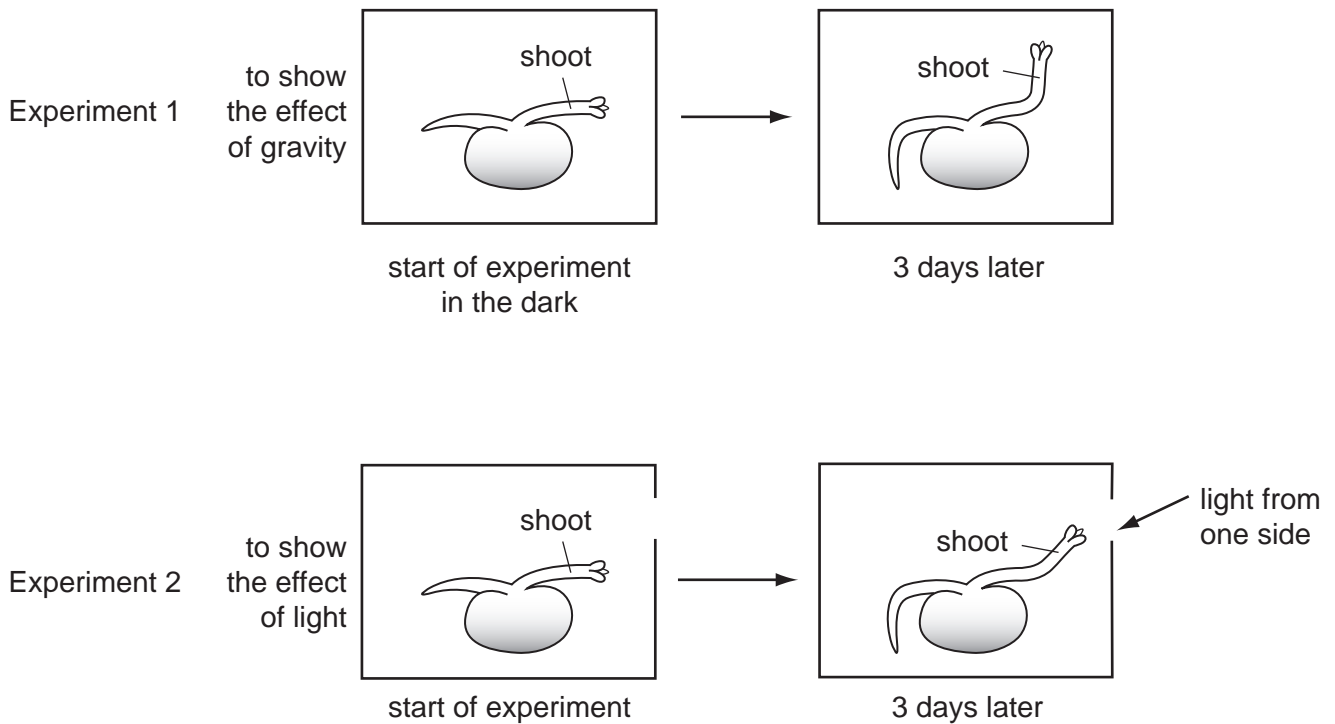 Experiment 1
to show
the effect
of gravity
shoot
shoot
start of experiment
in the dark
3 days later
Experiment 2
to show
the effect
of light
shoot
shoot
light from
one side
start of experiment
3 days later